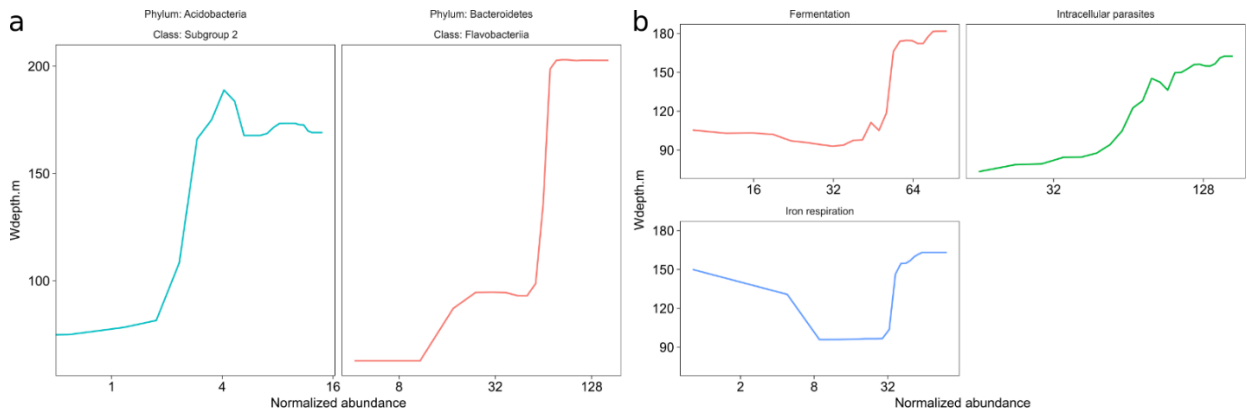 a
Phylum: Acidobacteria
Class: Subgroup 2
Phylum: Bacteroidetes
Class: Flavobacteriia
Wdepth.m
200
150
100
1
4
16
8
32
128
Normalized abundance
b
Fermentation
Intracellular parasites
Wdepth.m
180
150
120
90
16
32
64
32
128
Iron respiration
180
150
120
90
2
8
32
Normalized abundance